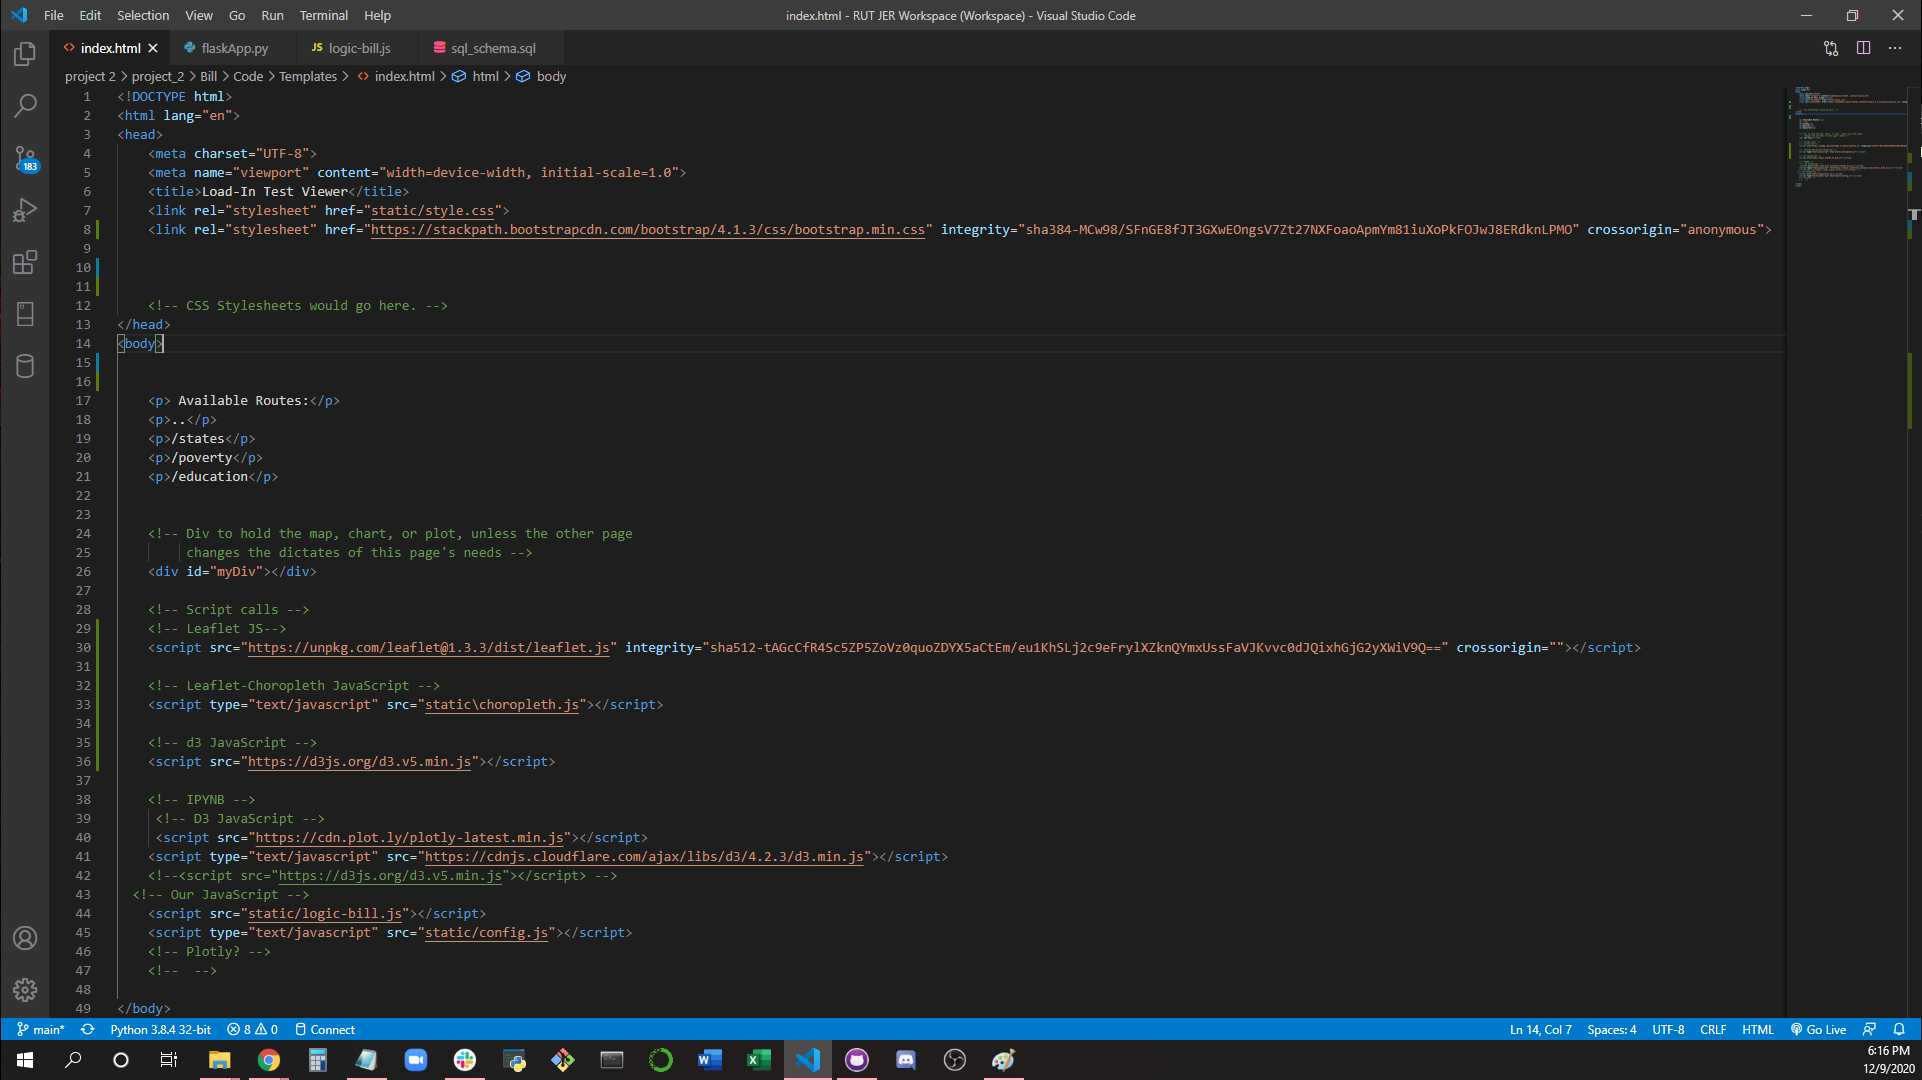 File Edit Selection View Go Run Terminal Help
index.html - RUT JER Workspace (Workspace) - Visual Studio Code
index.html flaskApp.py JS logic-bill.js sql_schema.sql
project 2 > project_2 > Bill > Code > Templates > index.html > html > body
1 <!DOCTYPE html>
2 <html lang="en">
3 <head>
4 <meta charset="UTF-8">
5 <meta name="viewport" content="width=device-width, initial-scale=1.0">
6 <title>Load-In Test Viewer</title>
7 <link rel="stylesheet" href="static/style.css">
8 <link rel="stylesheet" href="https://stackpath.bootstrapcdn.com/bootstrap/4.1.3/css/bootstrap.min.css" integrity="sha384-MCw98/SFnGE8fJT3GXwEOngsV7Zt27NXFoaoApmYm81iuXoPkFOJwJ8ERdknLPMO" crossorigin="anonymous">
9
10
11
12 <!-- CSS Stylesheets would go here. -->
13 </head>
14 <body>
15
16
17 <p> Available Routes:</p>
18 <p>..</p>
19 <p>/states</p>
20 <p>/poverty</p>
21 <p>/education</p>
22
23
24 <!-- Div to hold the map, chart, or plot, unless the other page
25 changes the dictates of this page's needs -->
26 <div id="myDiv"></div>
27
28 <!-- Script calls -->
29 <!-- Leaflet JS-->
30 <script src="https://unpkg.com/leaflet@1.3.3/dist/leaflet.js" integrity="sha512-tAGcCfR4Sc5ZP5ZoVz0quoZDYX5aCtEm/eu1KhSLj2c9eFrylXZknQYmxUssFaVJKvvc0dJQixhGjG2yXWiV9Q==" crossorigin=""></script>
31
32 <!-- Leaflet-Choropleth JavaScript -->
33 <script type="text/javascript" src="static\choropleth.js"></script>
34
35 <!-- d3 JavaScript -->
36 <script src="https://d3js.org/d3.v5.min.js"></script>
37
38 <!-- IPYNB -->
39 <!-- D3 JavaScript -->
40 <script src="https://cdn.plot.ly/plotly-latest.min.js"></script>
41 <script type="text/javascript" src="https://cdnjs.cloudflare.com/ajax/libs/d3/4.2.3/d3.min.js"></script>
42 <!--<script src="https://d3js.org/d3.v5.min.js"></script> -->
43 <!-- Our JavaScript -->
44 <script src="static/logic-bill.js"></script>
45 <script type="text/javascript" src="static/config.js"></script>
46 <!-- Plotly? -->
47 <!-- -->
48
49 </body>
183
main* Python 3.8.4 32-bit 8 0 Connect Ln 14, Col 7 Spaces: 4 UTF-8 CRLF HTML Go Live
6:16 PM
12/9/2020